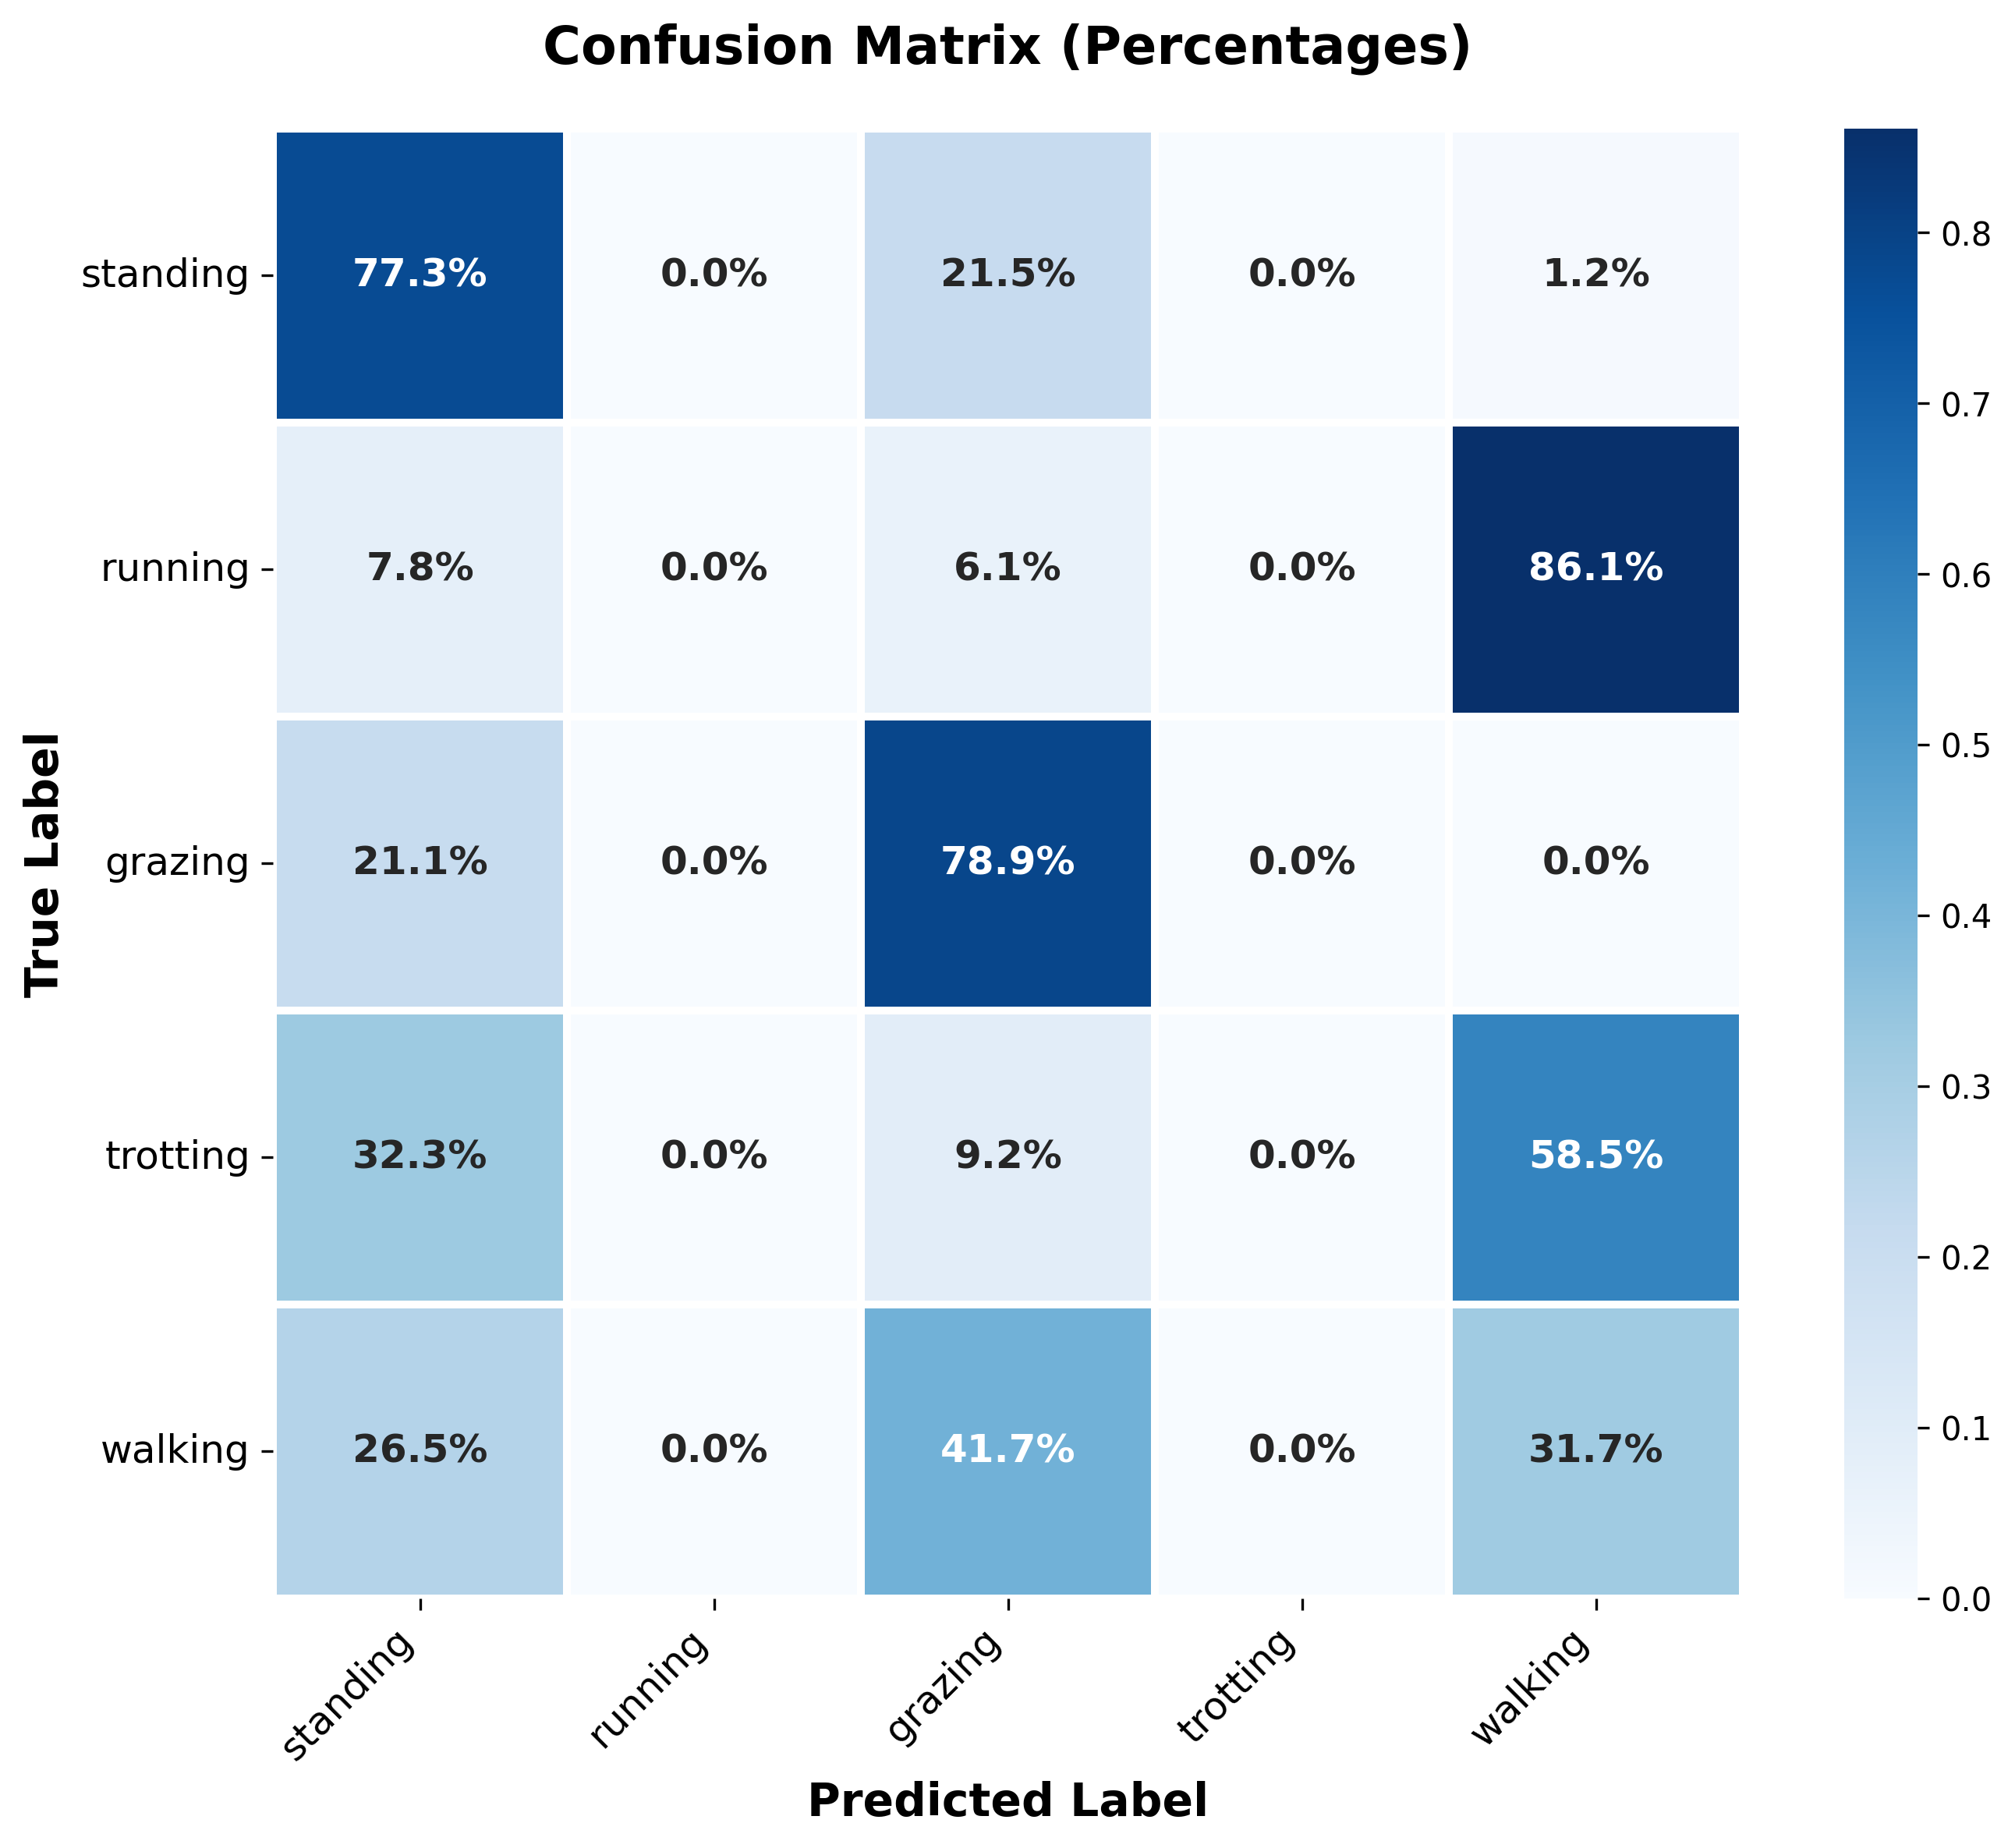 Confusion Matrix (Percentages)
standing 77.3% 0.0% 21.5% 0.0% 1.2%
running 7.8% 0.0% 6.1% 0.0% 86.1%
grazing 21.1% 0.0% 78.9% 0.0% 0.0%
trotting 32.3% 0.0% 9.2% 0.0% 58.5%
walking 26.5% 0.0% 41.7% 0.0% 31.7%
True Label
standing running grazing trotting walking
Predicted Label
0.8
0.7
0.6
0.5
0.4
0.3
0.2
0.1
0.0